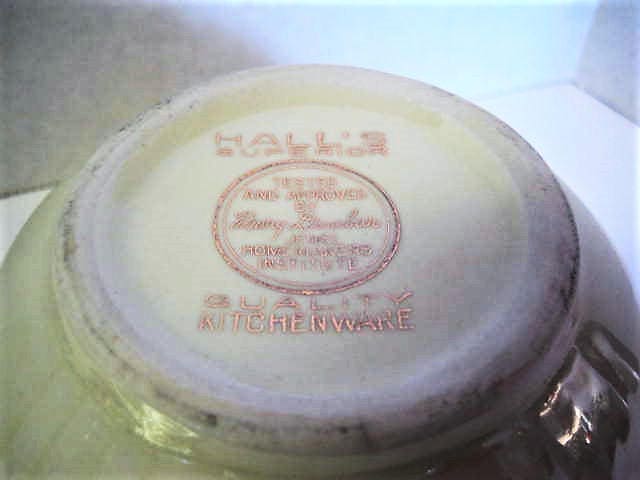 HALL'S
SUPERIOR
TESTED
AND APPROVED
BY
Mary Dunbar
JEWEL
HOMEMAKERS
INSTITUTE
QUALITY
KITCHENWARE